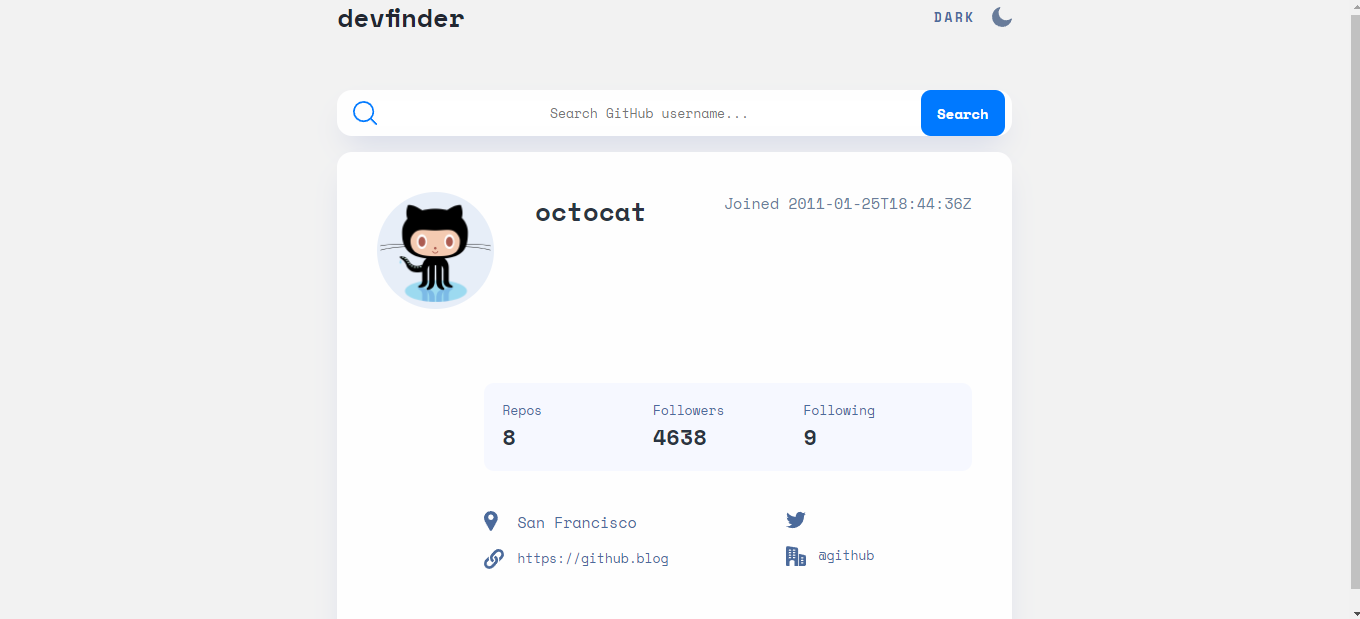 devfinder
DARK
Search GitHub username...
Search
octocat
Joined 2011-01-25T18:44:36Z
Repos
Followers
Following
8
4638
9
San Francisco
https://github.blog
@github